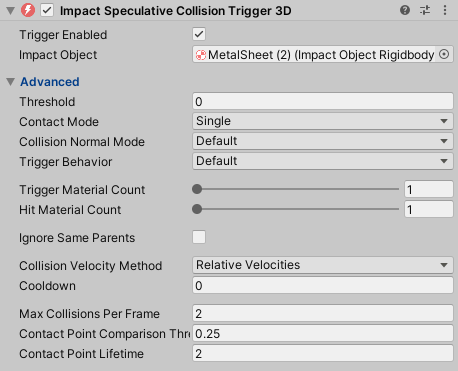 Impact Speculative Collision Trigger 3D
Trigger Enabled
Impact Object MetalSheet (2) (Impact Object Rigidbody
Advanced
Threshold 0
Contact Mode Single
Collision Normal Mode Default
Trigger Behavior Default
Trigger Material Count 1
Hit Material Count 1
Ignore Same Parents
Collision Velocity Method Relative Velocities
Cooldown 0
Max Collisions Per Frame 2
Contact Point Comparison Thre 0.25
Contact Point Lifetime 2